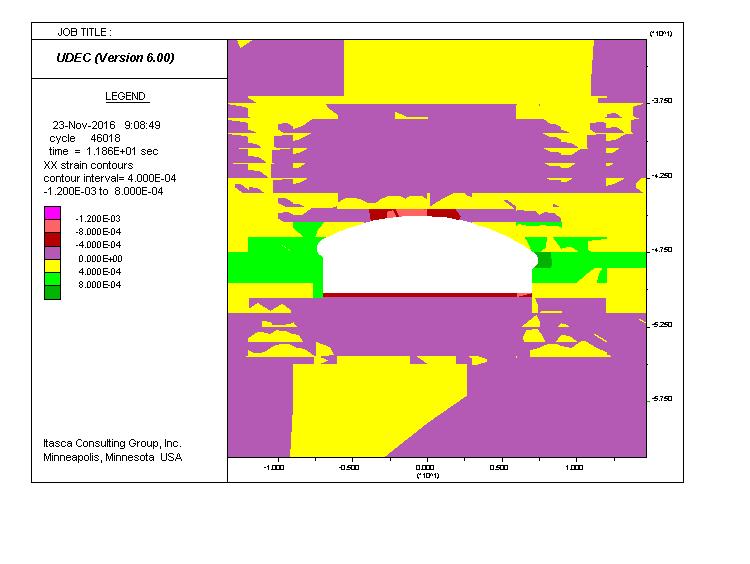 JOB TITLE :
(*10^1)
UDEC (Version 6.00)
LEGEND
23-Nov-2016 9:08:49
cycle 46018
time = 1.186E+01 sec
XX strain contours
contour interval= 4.000E-04
-1.200E-03 to 8.000E-04
-1.200E-03
-8.000E-04
-4.000E-04
0.000E+00
4.000E-04
8.000E-04
Itasca Consulting Group, Inc.
Minneapolis, Minnesota USA
-3.750
-4.250
-4.750
-5.250
-5.750
-1.000 -0.500 0.000 0.500 1.000
(*10^1)